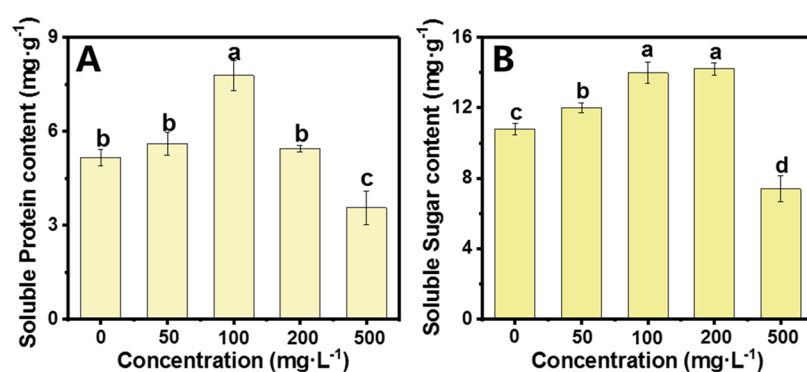 A
Soluble Protein content (mg·g⁻¹)
9
6
3
0
b
b
a
b
c
0 50 100 200 500
Concentration (mg·L⁻¹)
B
Soluble Sugar content (mg·g⁻¹)
16
12
8
4
0
c
b
a
a
d
0 50 100 200 500
Concentration (mg·L⁻¹)